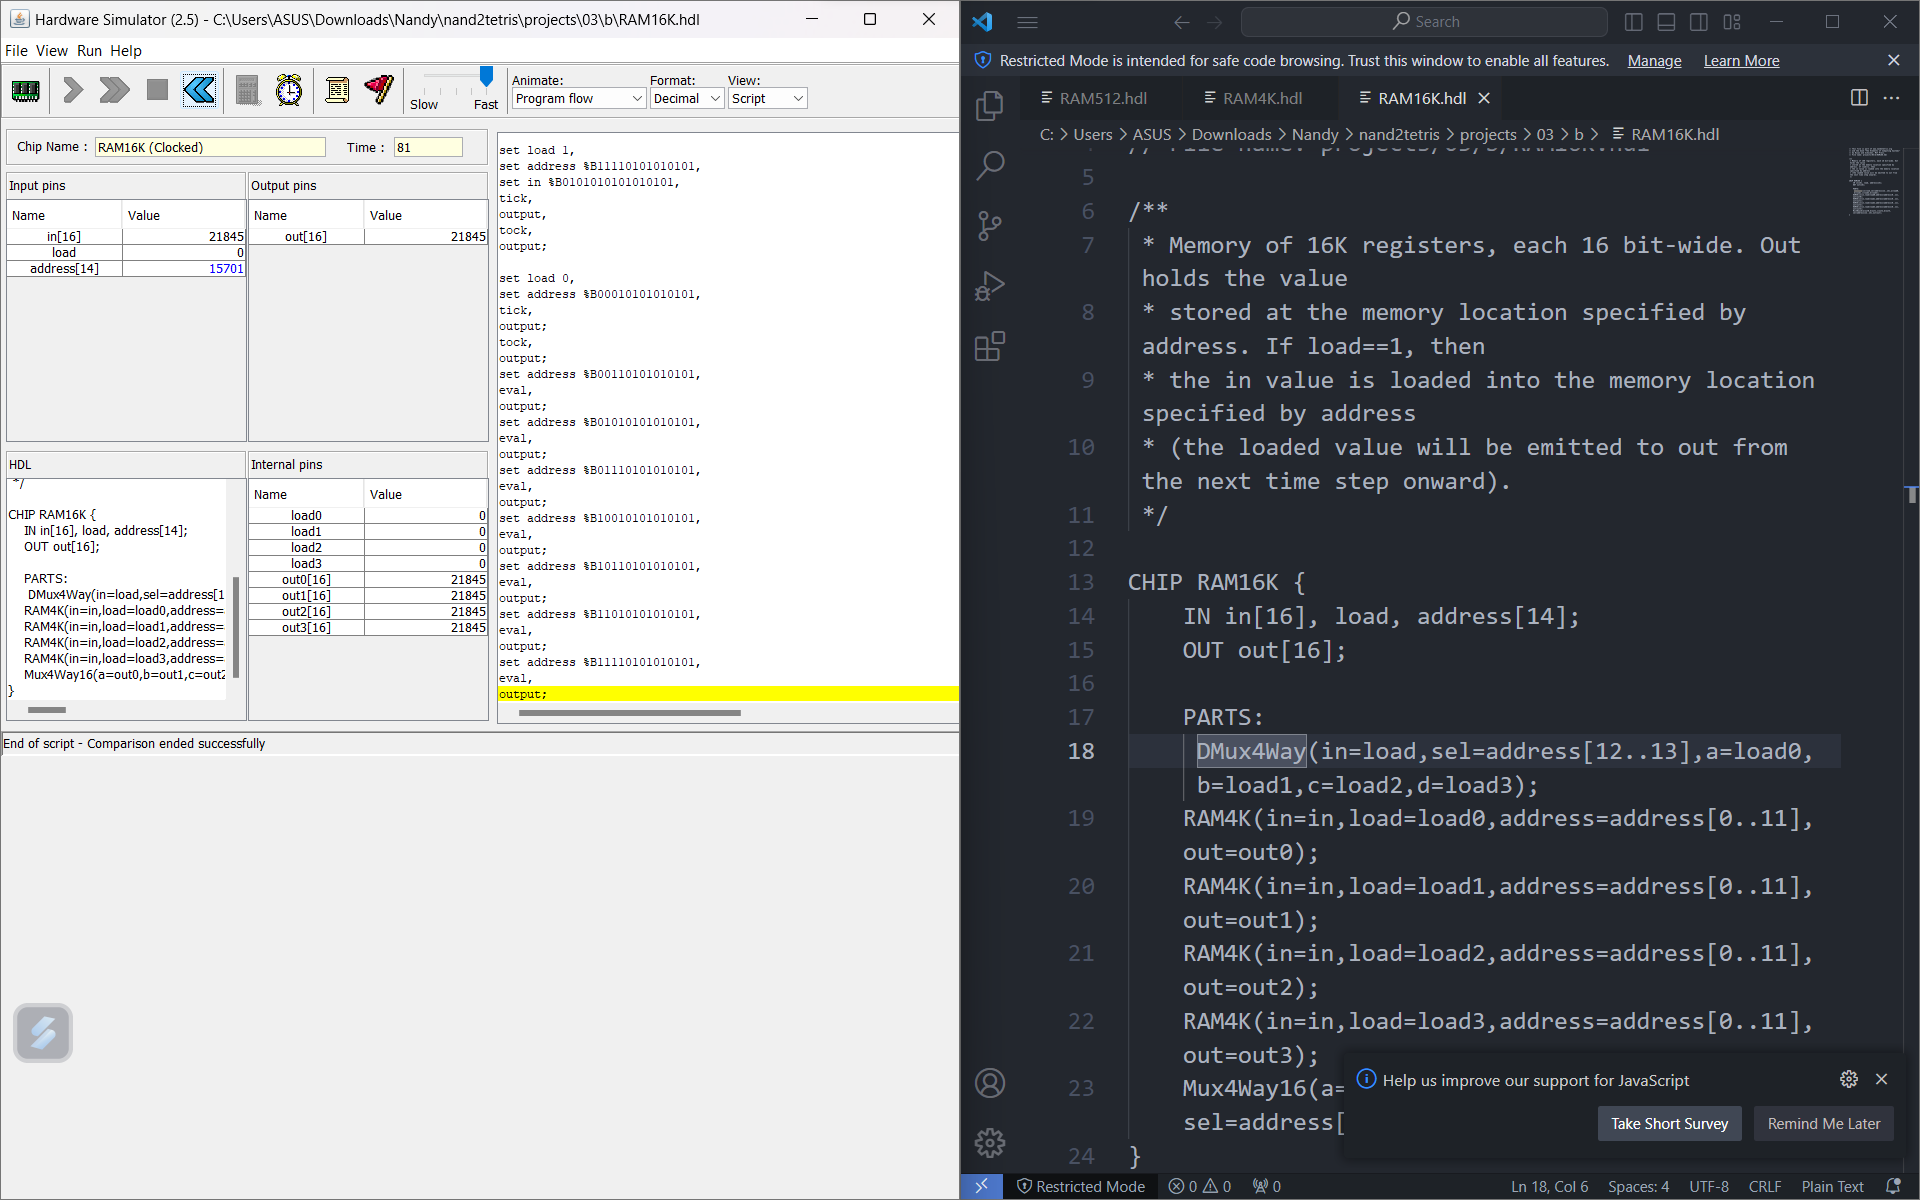 Hardware Simulator (2.5) - C:\Users\ASUS\Downloads\Nandy\nand2tetris\projects\03\b\RAM16K.hdl
File View Run Help
Slow Fast
Animate: Format: View:
Program flow Decimal Script
Chip Name : RAM16K (Clocked) Time : 81
Input pins
Name Value
in[16] 21845
load 0
address[14] 15701
Output pins
Name Value
out[16] 21845
HDL
*/
CHIP RAM16K {
IN in[16], load, address[14];
OUT out[16];
PARTS:
DMux4Way(in=load,sel=address[1
RAM4K(in=in,load=load0,address=
RAM4K(in=in,load=load1,address=
RAM4K(in=in,load=load2,address=
RAM4K(in=in,load=load3,address=
Mux4Way16(a=out0,b=out1,c=out2
}
Internal pins
Name Value
load0 0
load1 0
load2 0
load3 0
out0[16] 21845
out1[16] 21845
out2[16] 21845
out3[16] 21845
set load 1,
set address %B11110101010101,
set in %B0101010101010101,
tick,
output,
tock,
output;
set load 0,
set address %B00010101010101,
tick,
output;
tock,
output;
set address %B00110101010101,
eval,
output;
set address %B01010101010101,
eval,
output;
set address %B01110101010101,
eval,
output;
set address %B10010101010101,
eval,
output;
set address %B10110101010101,
eval,
output;
set address %B11010101010101,
eval,
output;
set address %B11110101010101,
eval,
output;
End of script - Comparison ended successfully
Search
Restricted Mode is intended for safe code browsing. Trust this window to enable all features. Manage Learn More
RAM512.hdl RAM4K.hdl RAM16K.hdl
C: > Users > ASUS > Downloads > Nandy > nand2tetris > projects > 03 > b > RAM16K.hdl
// File name: projects/03/b/RAM16K.hdl
5
6 /**
7 * Memory of 16K registers, each 16 bit-wide. Out
holds the value
8 * stored at the memory location specified by
address. If load==1, then
9 * the in value is loaded into the memory location
specified by address
10 * (the loaded value will be emitted to out from
the next time step onward).
11 */
12
13 CHIP RAM16K {
14 IN in[16], load, address[14];
15 OUT out[16];
16
17 PARTS:
18 DMux4Way(in=load,sel=address[12..13],a=load0,
b=load1,c=load2,d=load3);
19 RAM4K(in=in,load=load0,address=address[0..11],
out=out0);
20 RAM4K(in=in,load=load1,address=address[0..11],
out=out1);
21 RAM4K(in=in,load=load2,address=address[0..11],
out=out2);
22 RAM4K(in=in,load=load3,address=address[0..11],
out=out3);
23 Mux4Way16(a=
sel=address[
24 }
Help us improve our support for JavaScript
Take Short Survey Remind Me Later
Restricted Mode 0 0 0 Ln 18, Col 6 Spaces: 4 UTF-8 CRLF Plain Text